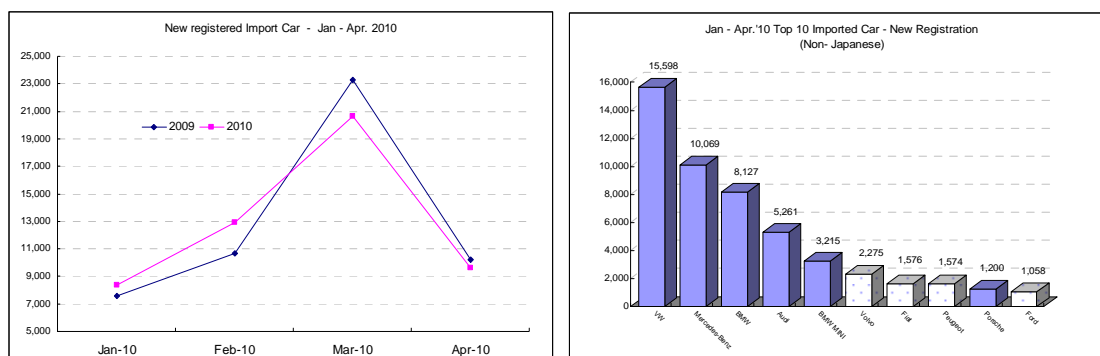 New registered Import Car - Jan - Apr. 2010
25,000
23,000
21,000
19,000
17,000
15,000
13,000
11,000
9,000
7,000
5,000
2009 2010
Jan-10 Feb-10 Mar-10 Apr-10
Jan - Apr.'10 Top 10 Imported Car - New Registration
(Non- Japanese)
16,000
14,000
12,000
10,000
8,000
6,000
4,000
2,000
0
15,598
10,069
8,127
5,261
3,215
2,275
1,576
1,574
1,200
1,058
VW
Mercedes-Benz
BMW
Audi
BMW MINI
Volvo
Fiat
Peugeot
Porsche
Ford